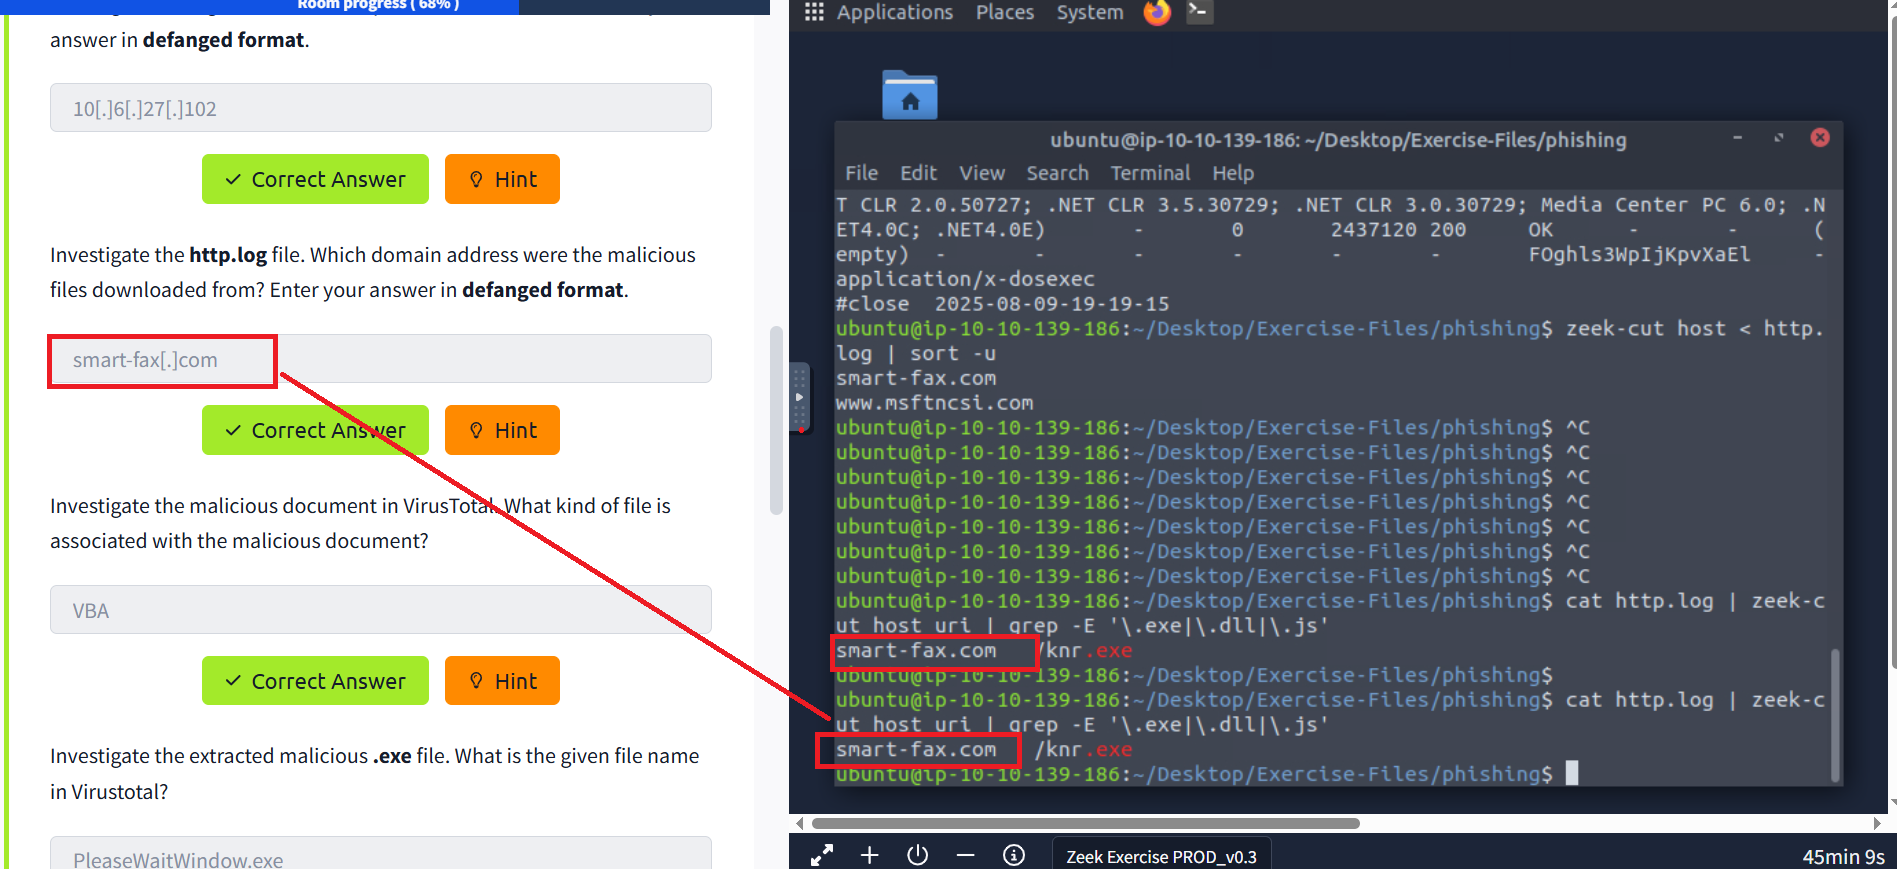 Room progress ( 68% )
answer in defanged format.
10[.]6[.]27[.]102
Correct Answer
Hint
Investigate the http.log file. Which domain address were the malicious
files downloaded from? Enter your answer in defanged format.
smart-fax[.]com
Correct Answer
Hint
Investigate the malicious document in VirusTotal. What kind of file is
associated with the malicious document?
VBA
Correct Answer
Hint
Investigate the extracted malicious .exe file. What is the given file name
in Virustotal?
PleaseWaitWindow.exe
Applications Places System
ubuntu@ip-10-10-139-186: ~/Desktop/Exercise-Files/phishing
File Edit View Search Terminal Help
T CLR 2.0.50727; .NET CLR 3.5.30729; .NET CLR 3.0.30729; Media Center PC 6.0; .N
ET4.0C; .NET4.0E) - 0 2437120 200 OK - - (
empty) - - - - - - FOghls3WpIjKpvXaEl -
application/x-dosexec
#close 2025-08-09-19-19-15
ubuntu@ip-10-10-139-186:~/Desktop/Exercise-Files/phishing$ zeek-cut host < http.
log | sort -u
smart-fax.com
www.msftncsi.com
ubuntu@ip-10-10-139-186:~/Desktop/Exercise-Files/phishing$ ^C
ubuntu@ip-10-10-139-186:~/Desktop/Exercise-Files/phishing$ ^C
ubuntu@ip-10-10-139-186:~/Desktop/Exercise-Files/phishing$ ^C
ubuntu@ip-10-10-139-186:~/Desktop/Exercise-Files/phishing$ ^C
ubuntu@ip-10-10-139-186:~/Desktop/Exercise-Files/phishing$ ^C
ubuntu@ip-10-10-139-186:~/Desktop/Exercise-Files/phishing$ ^C
ubuntu@ip-10-10-139-186:~/Desktop/Exercise-Files/phishing$ ^C
ubuntu@ip-10-10-139-186:~/Desktop/Exercise-Files/phishing$ cat http.log | zeek-c
ut host uri | grep -E '\.exe|\.dll|\.js'
smart-fax.com /knr.exe
ubuntu@ip-10-10-139-186:~/Desktop/Exercise-Files/phishing$
ubuntu@ip-10-10-139-186:~/Desktop/Exercise-Files/phishing$ cat http.log | zeek-c
ut host uri | grep -E '\.exe|\.dll|\.js'
smart-fax.com /knr.exe
ubuntu@ip-10-10-139-186:~/Desktop/Exercise-Files/phishing$
Zeek Exercise PROD_v0.3
45min 9s